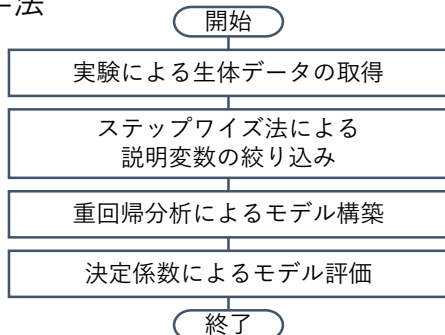 法
開始
実験による生体データの取得
ステップワイズ法による
説明変数の絞り込み
重回帰分析によるモデル構築
決定係数によるモデル評価
終了